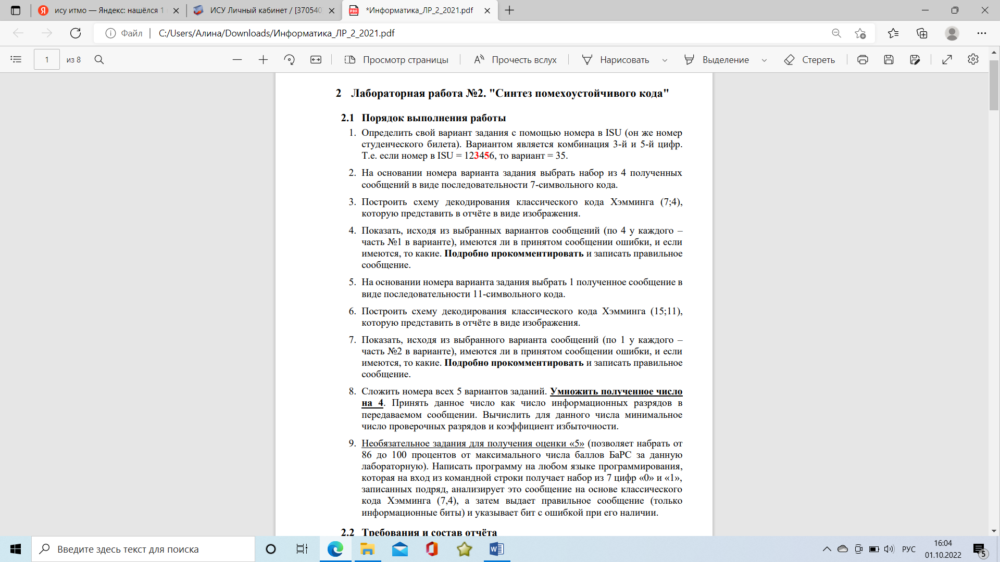 ису итмо — Яндекс: нашёлся 1
ИСУ Личный кабинет / [370540
*Информатика_ЛР_2_2021.pdf
Файл
C:/Users/Алина/Downloads/Информатика_ЛР_2_2021.pdf
1 из 8
Просмотр страницы
Прочесть вслух
Нарисовать
Выделение
Стереть
2 Лабораторная работа №2. "Синтез помехоустойчивого кода"
2.1 Порядок выполнения работы
1. Определить свой вариант задания с помощью номера в ISU (он же номер
студенческого билета). Вариантом является комбинация 3-й и 5-й цифр.
Т.е. если номер в ISU = 123456, то вариант = 35.
2. На основании номера варианта задания выбрать набор из 4 полученных
сообщений в виде последовательности 7-символьного кода.
3. Построить схему декодирования классического кода Хэмминга (7;4),
которую представить в отчёте в виде изображения.
4. Показать, исходя из выбранных вариантов сообщений (по 4 у каждого –
часть №1 в варианте), имеются ли в принятом сообщении ошибки, и если
имеются, то какие. Подробно прокомментировать и записать правильное
сообщение.
5. На основании номера варианта задания выбрать 1 полученное сообщение в
виде последовательности 11-символьного кода.
6. Построить схему декодирования классического кода Хэмминга (15;11),
которую представить в отчёте в виде изображения.
7. Показать, исходя из выбранного варианта сообщений (по 1 у каждого –
часть №2 в варианте), имеются ли в принятом сообщении ошибки, и если
имеются, то какие. Подробно прокомментировать и записать правильное
сообщение.
8. Сложить номера всех 5 вариантов заданий. Умножить полученное число
на 4. Принять данное число как число информационных разрядов в
передаваемом сообщении. Вычислить для данного числа минимальное
число проверочных разрядов и коэффициент избыточности.
9. Необязательное задания для получения оценки «5» (позволяет набрать от
86 до 100 процентов от максимального числа баллов БаРС за данную
лабораторную). Написать программу на любом языке программирования,
которая на вход из командной строки получает набор из 7 цифр «0» и «1»,
записанных подряд, анализирует это сообщение на основе классического
кода Хэмминга (7,4), а затем выдает правильное сообщение (только
информационные биты) и указывает бит с ошибкой при его наличии.
2.2 Требования и состав отчёта
Введите здесь текст для поиска
РУС
16:04
01.10.2022
5